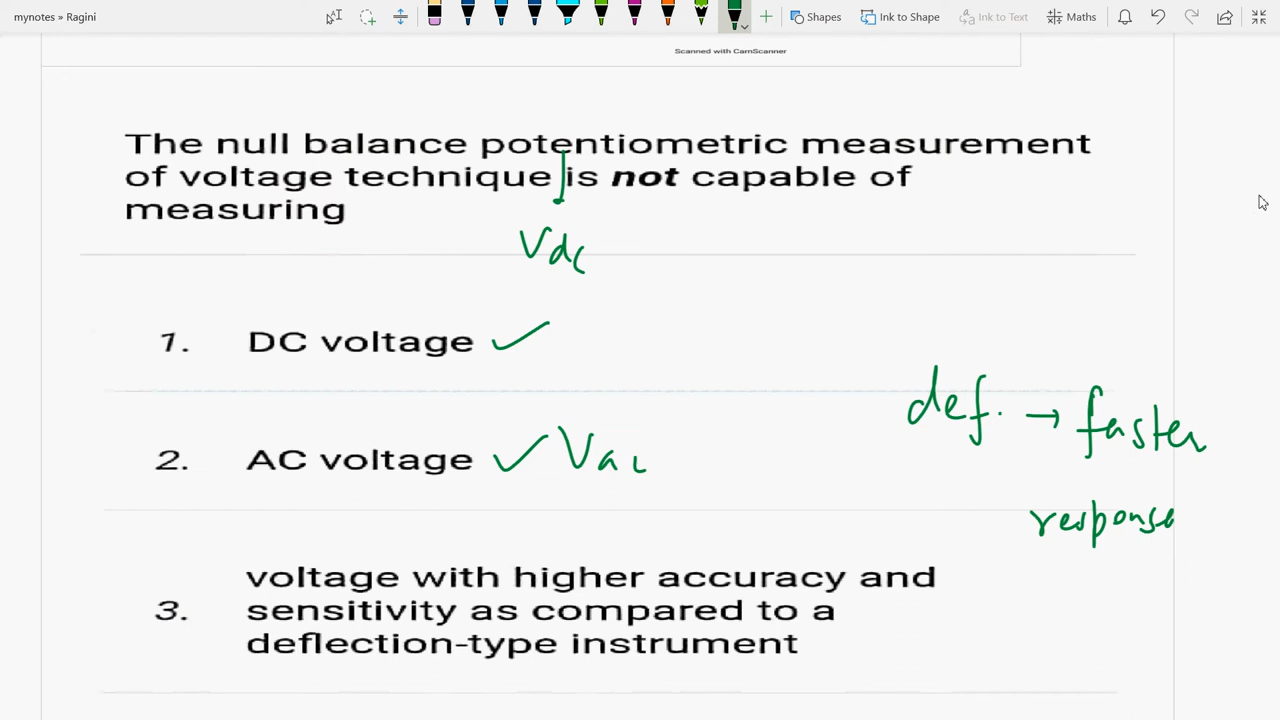 mynotes » Ragini
Shapes
Ink to Shape
Ink to Text
Maths
Scanned with CamScanner
The null balance potentiometric measurement
of voltage technique is not capable of
measuring
Vdc
1. DC voltage
def. → faster
2. AC voltage Vac
response
voltage with higher accuracy and
3. sensitivity as compared to a
deflection-type instrument